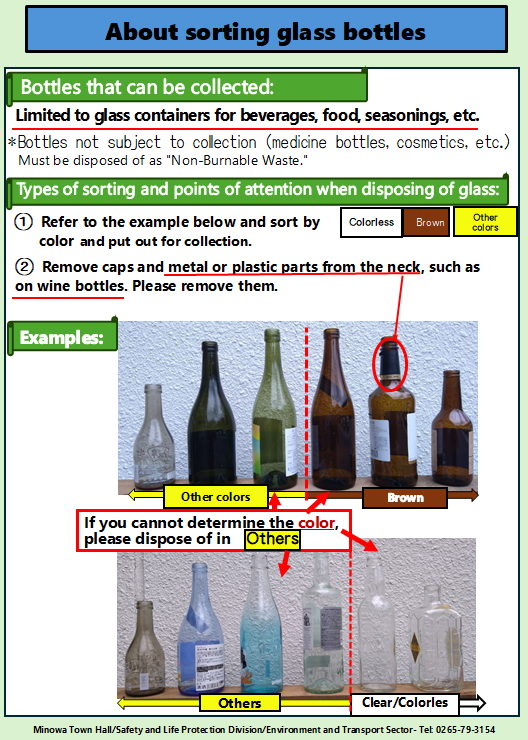 About sorting glass bottles
Bottles that can be collected:
Limited to glass containers for beverages, food, seasonings, etc.
*Bottles not subject to collection (medicine bottles, cosmetics, etc.)
Must be disposed of as "Non-Burnable Waste."
Types of sorting and points of attention when disposing of glass:
① Refer to the example below and sort by
color and put out for collection.
Colorless
Brown
Other
colors
② Remove caps and metal or plastic parts from the neck, such as
on wine bottles. Please remove them.
Examples:
Other colors
Brown
If you cannot determine the color,
please dispose of in Others
Others
Clear/Colorles
Minowa Town Hall/Safety and Life Protection Division/Environment and Transport Sector- Tel: 0265-79-3154